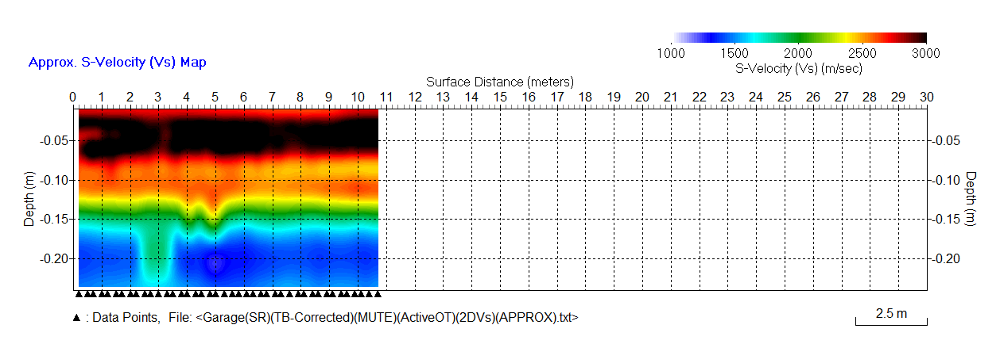 1000 1500 2000 2500 3000
S-Velocity (Vs) (m/sec)
Approx. S-Velocity (Vs) Map
Surface Distance (meters)
0 1 2 3 4 5 6 7 8 9 10 11 12 13 14 15 16 17 18 19 20 21 22 23 24 25 26 27 28 29 30
-0.05 -0.05
-0.10 -0.10
Depth (m) Depth (m)
-0.15 -0.15
-0.20 -0.20
▲ : Data Points, File: <Garage(SR)(TB-Corrected)(MUTE)(ActiveOT)(2DVs)(APPROX).txt>
2.5 m